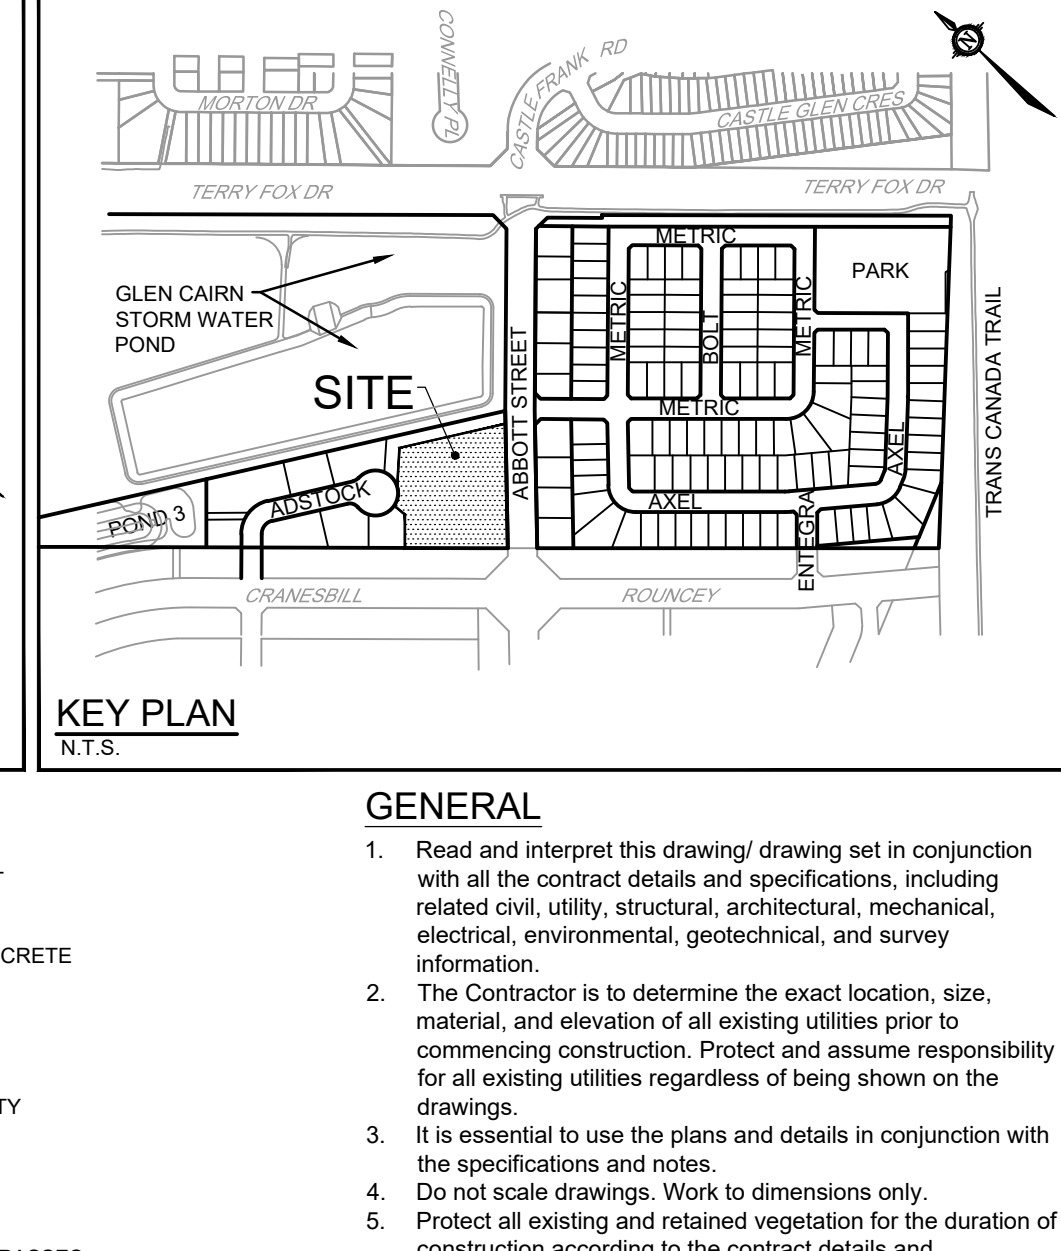 CONNELLY PL
CASTLE FRANK RD
N
MORTON DR
CASTLE GLEN CRES
TERRY FOX DR
TERRY FOX DR
METRIC
PARK
GLEN CAIRN
STORM WATER
POND
METRIC
BOLT
METRIC
TRANS CANADA TRAIL
ABBOTT STREET
SITE
METRIC
AXEL
ADSTOCK
AXEL
POND 3
ENTEGRA
CRANESBILL
ROUNCEY
KEY PLAN
N.T.S.
CRETE
TY
GENERAL
1. Read and interpret this drawing/ drawing set in conjunction
with all the contract details and specifications, including
related civil, utility, structural, architectural, mechanical,
electrical, environmental, geotechnical, and survey
information.
2. The Contractor is to determine the exact location, size,
material, and elevation of all existing utilities prior to
commencing construction. Protect and assume responsibility
for all existing utilities regardless of being shown on the
drawings.
3. It is essential to use the plans and details in conjunction with
the specifications and notes.
4. Do not scale drawings. Work to dimensions only.
5. Protect all existing and retained vegetation for the duration of
construction according to the contract details and